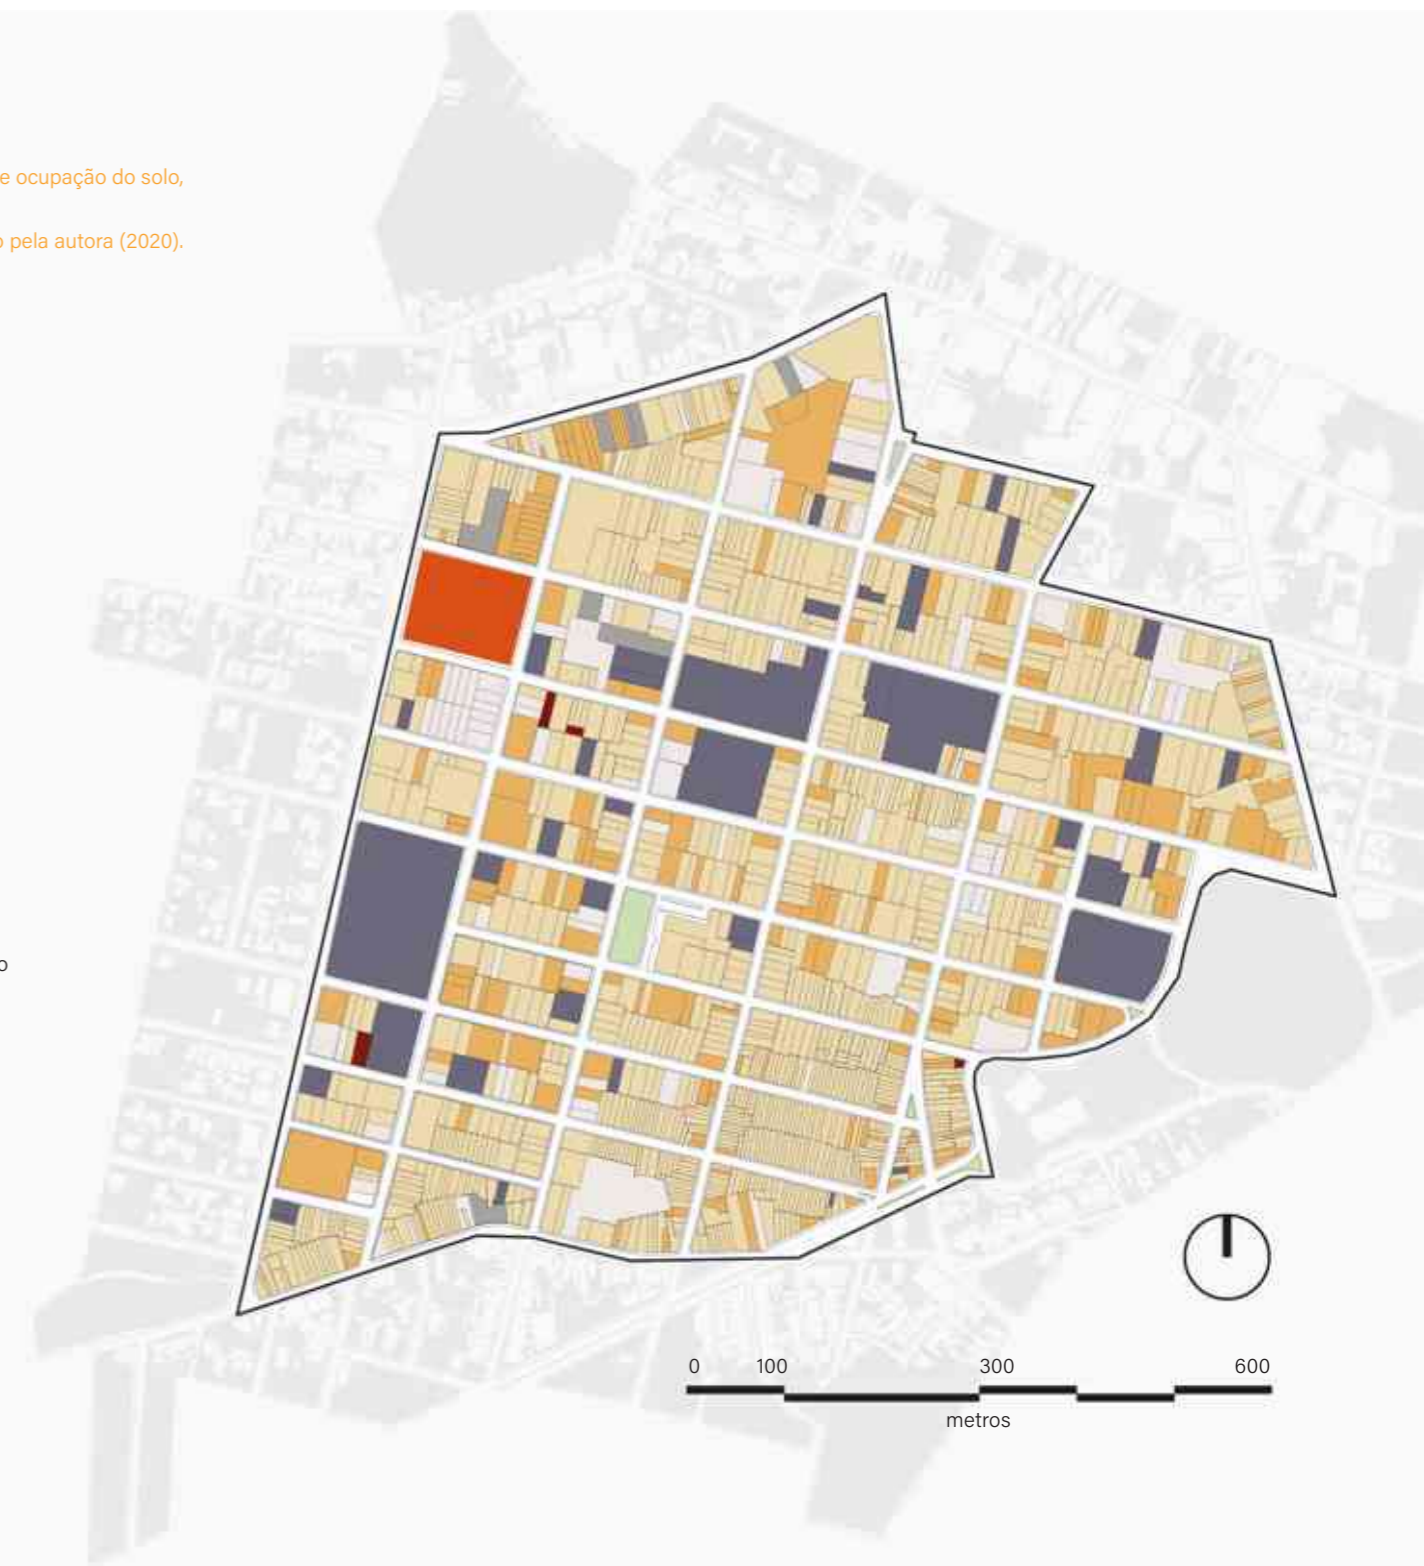 e ocupação do solo,
o pela autora (2020).
o
0 100 300 600
metros